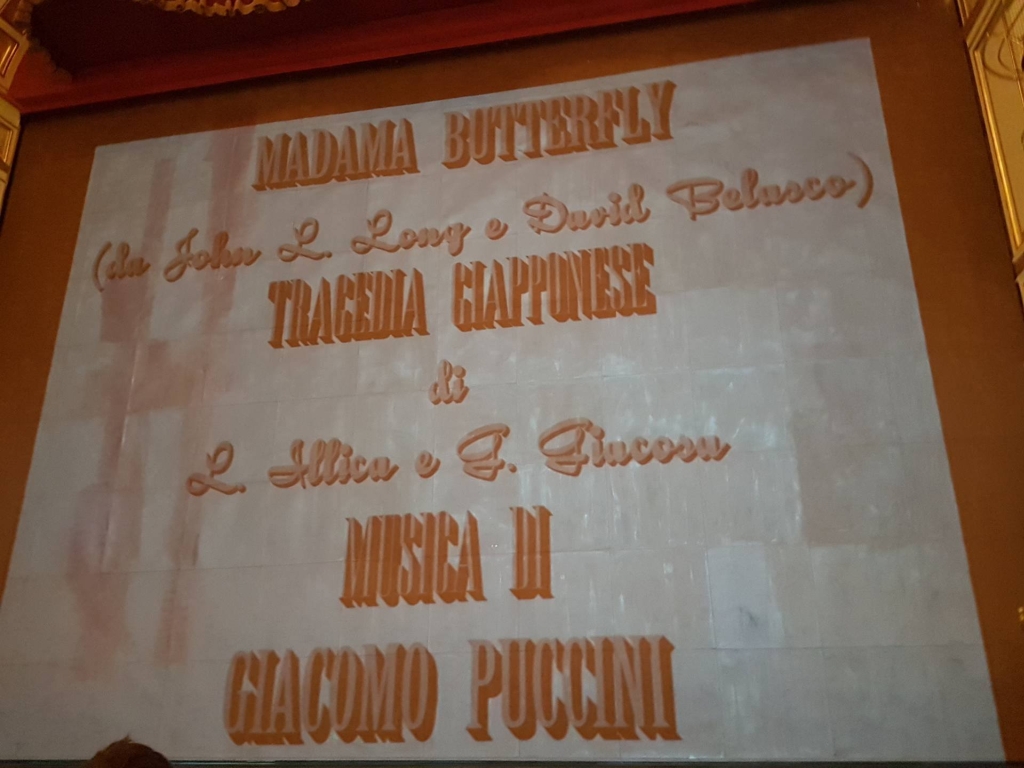 MADAMA BUTTERFLY
(da John L. Long e David Belasco)
TRAGEDIA GIAPPONESE
di
L. Illica e G. Giacosa
MUSICA DI
GIACOMO PUCCINI